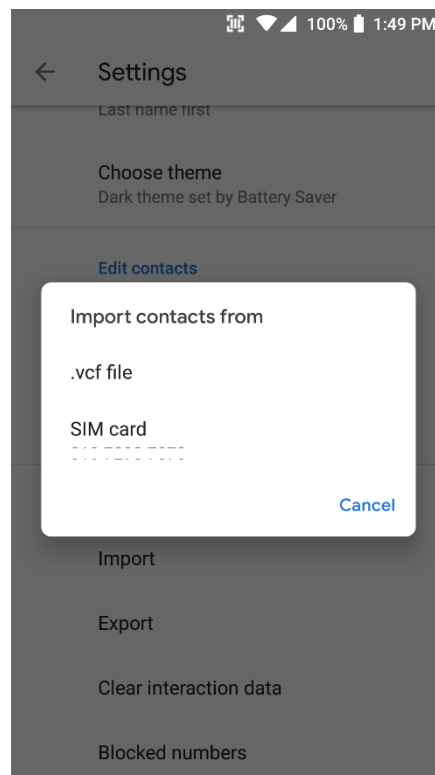 100% 1:49 PM
Settings
Last name first
Choose theme
Dark theme set by Battery Saver
Edit contacts
Import contacts from
.vcf file
SIM card
Cancel
Import
Export
Clear interaction data
Blocked numbers